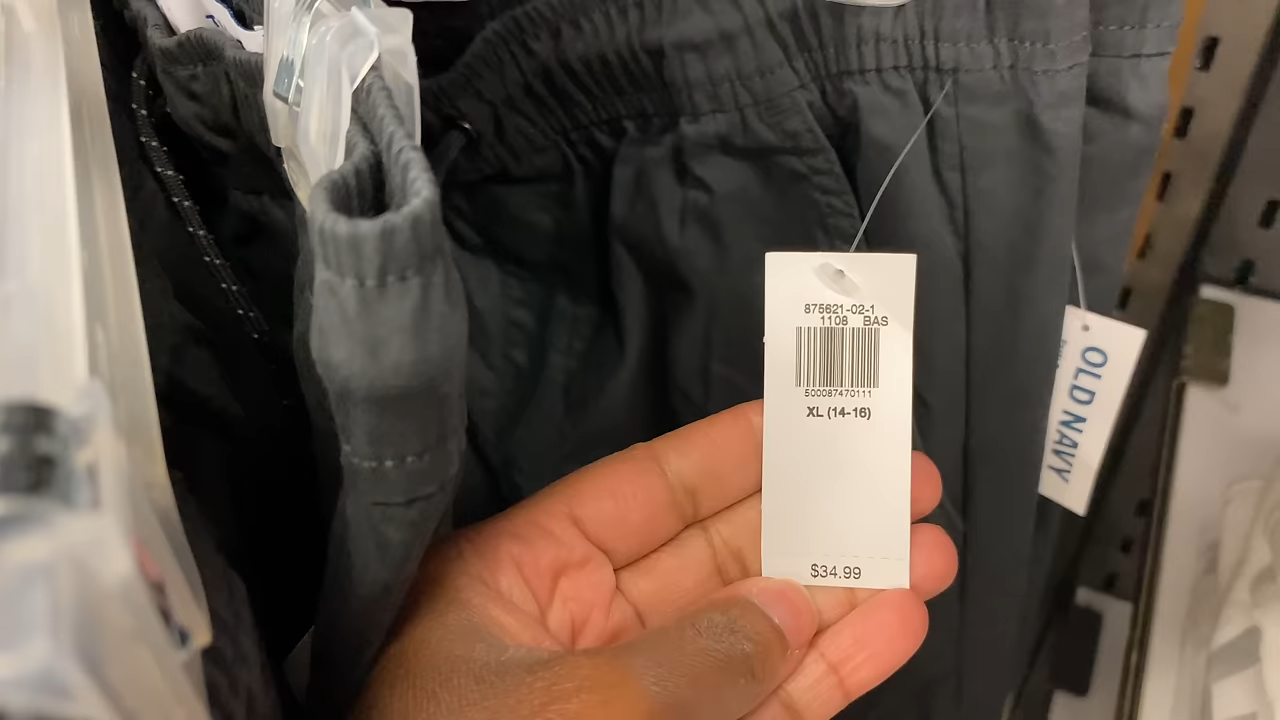 875621-02-1
1108 BAS
500087470111
XL (14-16)
$34.99
OLD NAVY